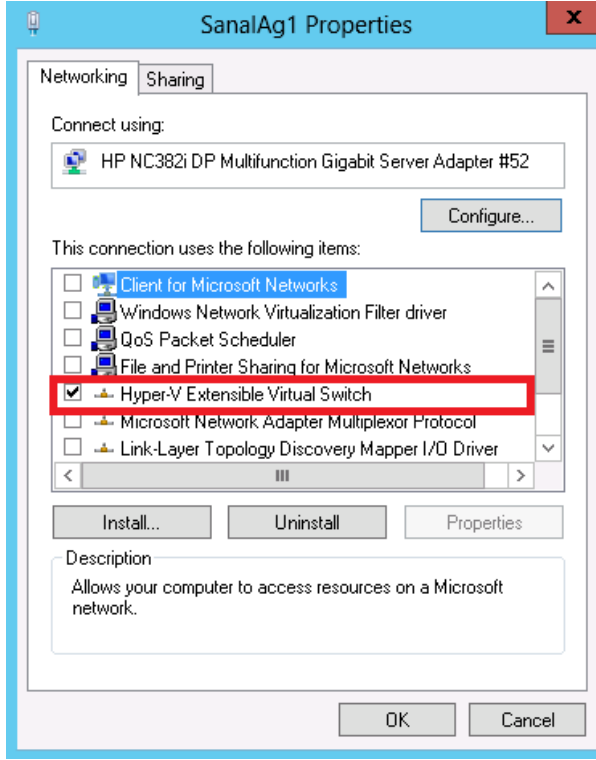 SanalAg1 Properties
x
Networking
Sharing
Connect using:
HP NC382i DP Multifunction Gigabit Server Adapter #52
Configure...
This connection uses the following items:
Client for Microsoft Networks
Windows Network Virtualization Filter driver
QoS Packet Scheduler
File and Printer Sharing for Microsoft Networks
Hyper-V Extensible Virtual Switch
Microsoft Network Adapter Multiplexor Protocol
Link-Layer Topology Discovery Mapper I/O Driver
Install...
Uninstall
Properties
Description
Allows your computer to access resources on a Microsoft
network.
OK
Cancel